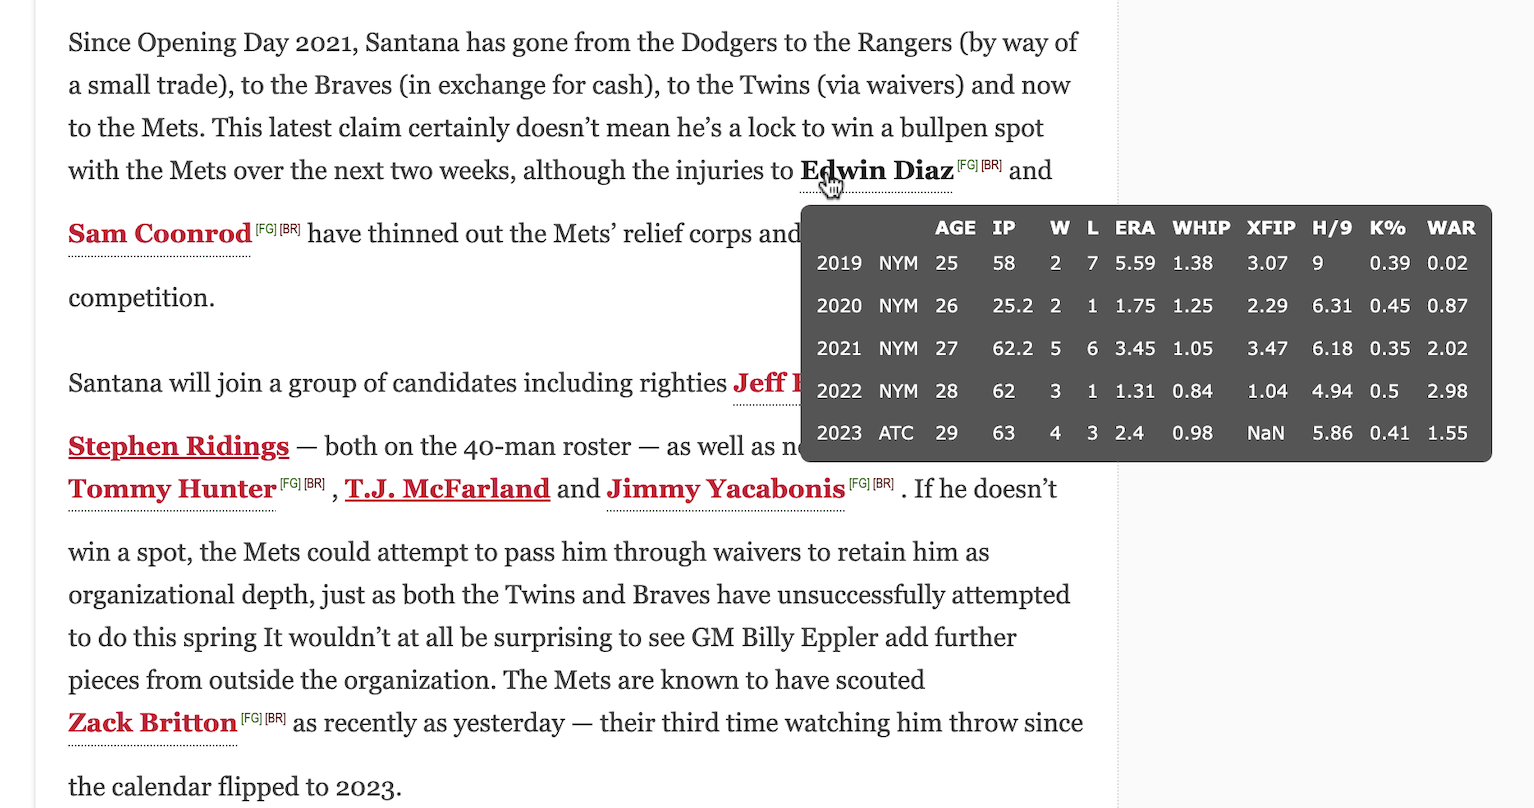 Since Opening Day 2021, Santana has gone from the Dodgers to the Rangers (by way of
a small trade), to the Braves (in exchange for cash), to the Twins (via waivers) and now
to the Mets. This latest claim certainly doesn’t mean he’s a lock to win a bullpen spot
with the Mets over the next two weeks, although the injuries to Edwin Diaz [FG] [BR] and
Sam Coonrod [FG] [BR] have thinned out the Mets’ relief corps and
competition.
Santana will join a group of candidates including righties Jeff
Stephen Ridings — both on the 40-man roster — as well as
Tommy Hunter [FG] [BR] , T.J. McFarland and Jimmy Yacabonis [FG] [BR] . If he doesn’t
win a spot, the Mets could attempt to pass him through waivers to retain him as
organizational depth, just as both the Twins and Braves have unsuccessfully attempted
to do this spring It wouldn’t at all be surprising to see GM Billy Eppler add further
pieces from outside the organization. The Mets are known to have scouted
Zack Britton [FG] [BR] as recently as yesterday — their third time watching him throw since
the calendar flipped to 2023.
AGE IP W L ERA WHIP XFIP H/9 K% WAR
2019 NYM 25 58 2 7 5.59 1.38 3.07 9 0.39 0.02
2020 NYM 26 25.2 2 1 1.75 1.25 2.29 6.31 0.45 0.87
2021 NYM 27 62.2 5 6 3.45 1.05 3.47 6.18 0.35 2.02
2022 NYM 28 62 3 1 1.31 0.84 1.04 4.94 0.5 2.98
2023 ATC 29 63 4 3 2.4 0.98 NaN 5.86 0.41 1.55